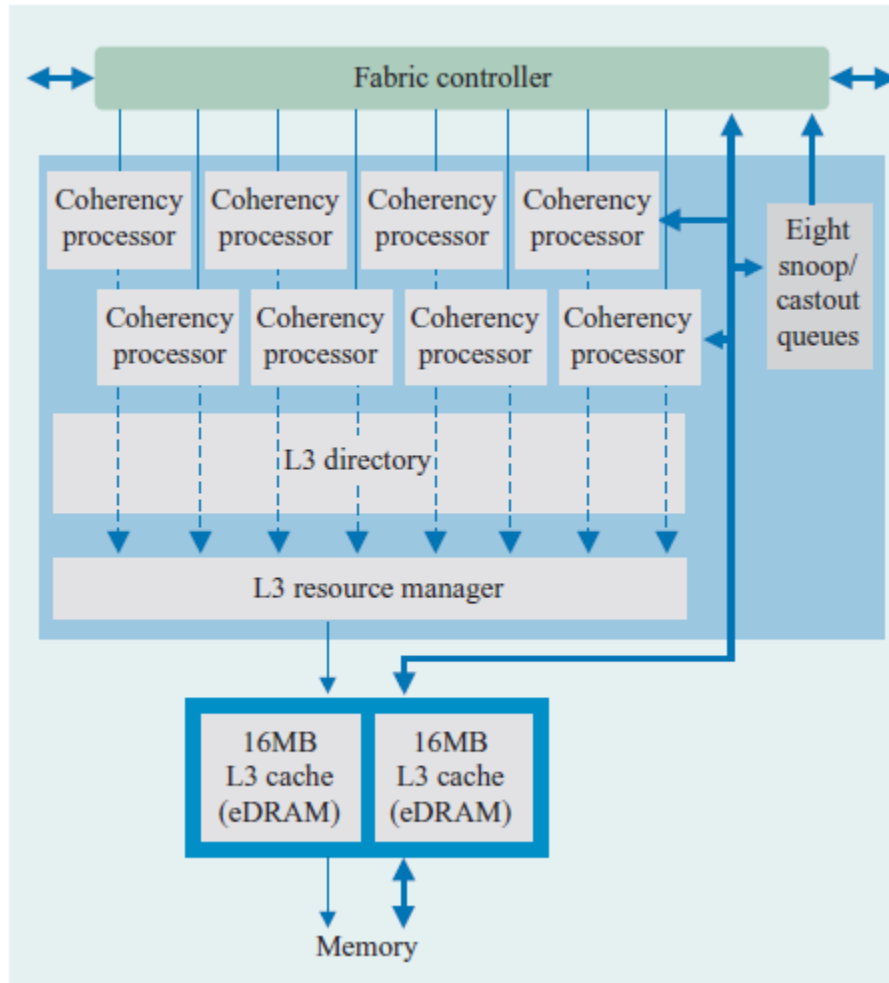 Fabric controller
Coherency
processor
Coherency
processor
Coherency
processor
Coherency
processor
Eight
snoop/
castout
queues
Coherency
processor
Coherency
processor
Coherency
processor
Coherency
processor
L3 directory
L3 resource manager
16MB
L3 cache
(eDRAM)
16MB
L3 cache
(eDRAM)
Memory